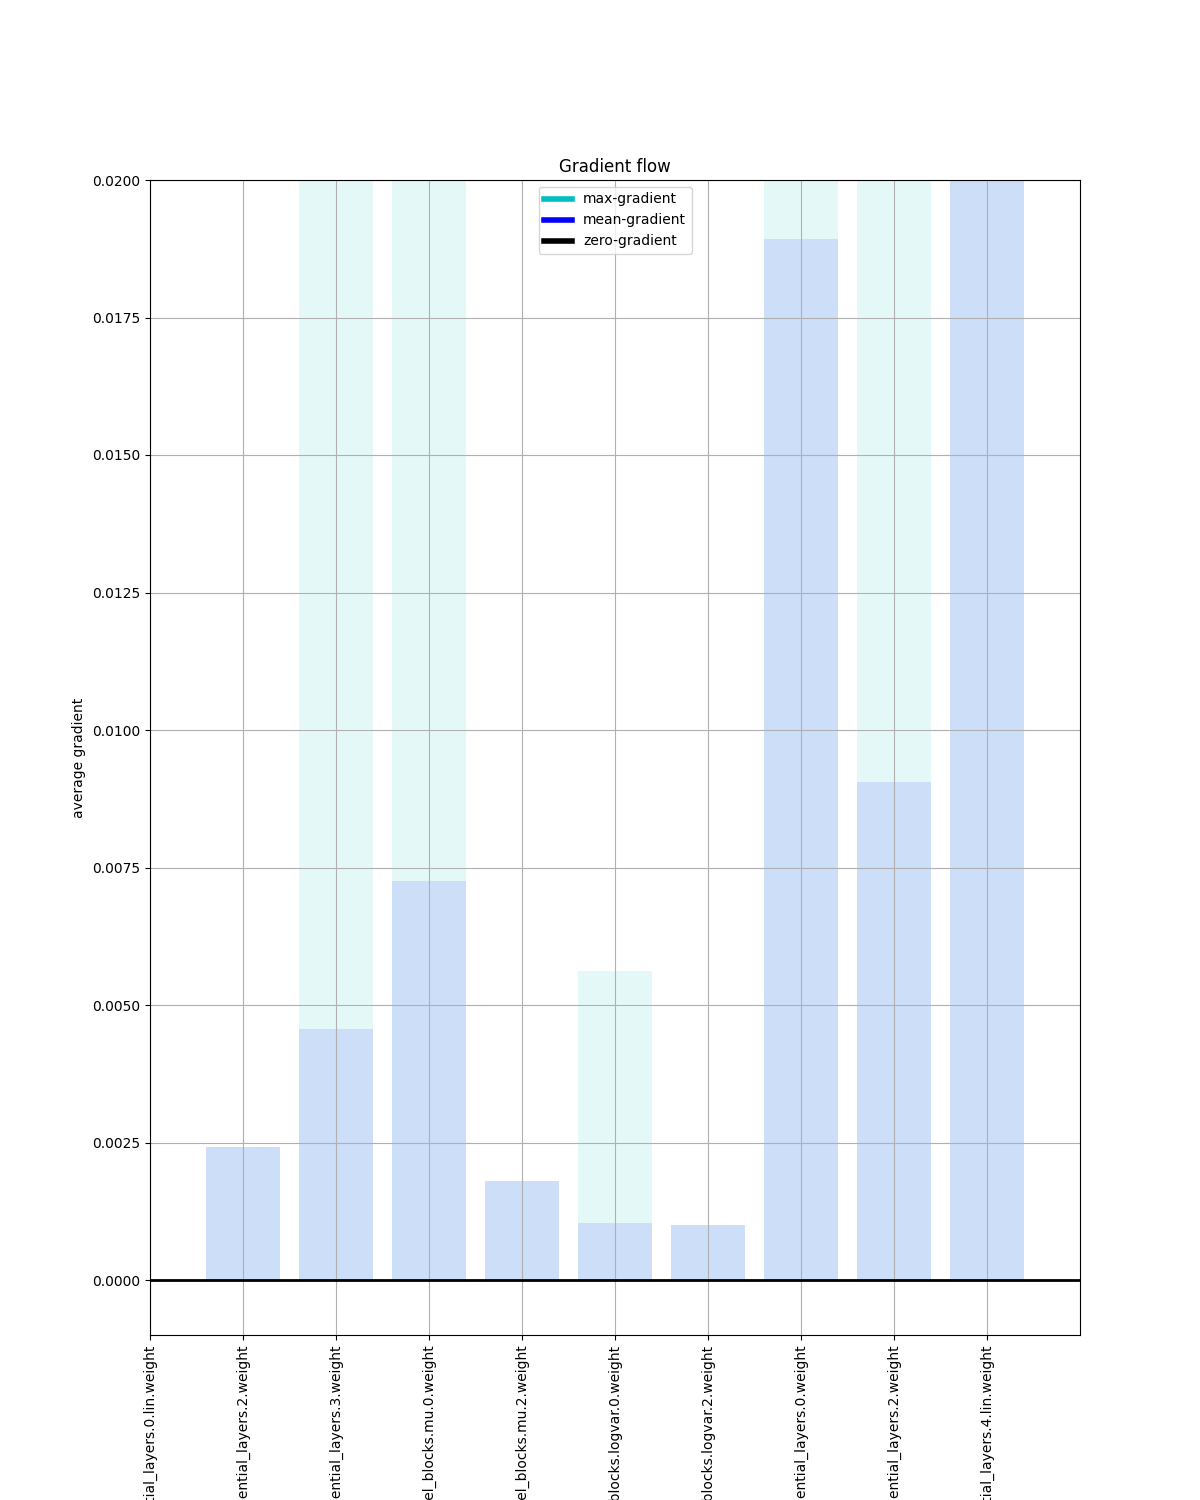 Gradient flow
max-gradient
mean-gradient
zero-gradient
0.0200
0.0175
0.0150
0.0125
0.0100
0.0075
0.0050
0.0025
0.0000
average gradient
tial_layers.0.lin.weight
ential_layers.2.weight
ential_layers.3.weight
el_blocks.mu.0.weight
el_blocks.mu.2.weight
blocks.logvar.0.weight
blocks.logvar.2.weight
ential_layers.0.weight
ential_layers.2.weight
tial_layers.4.lin.weight